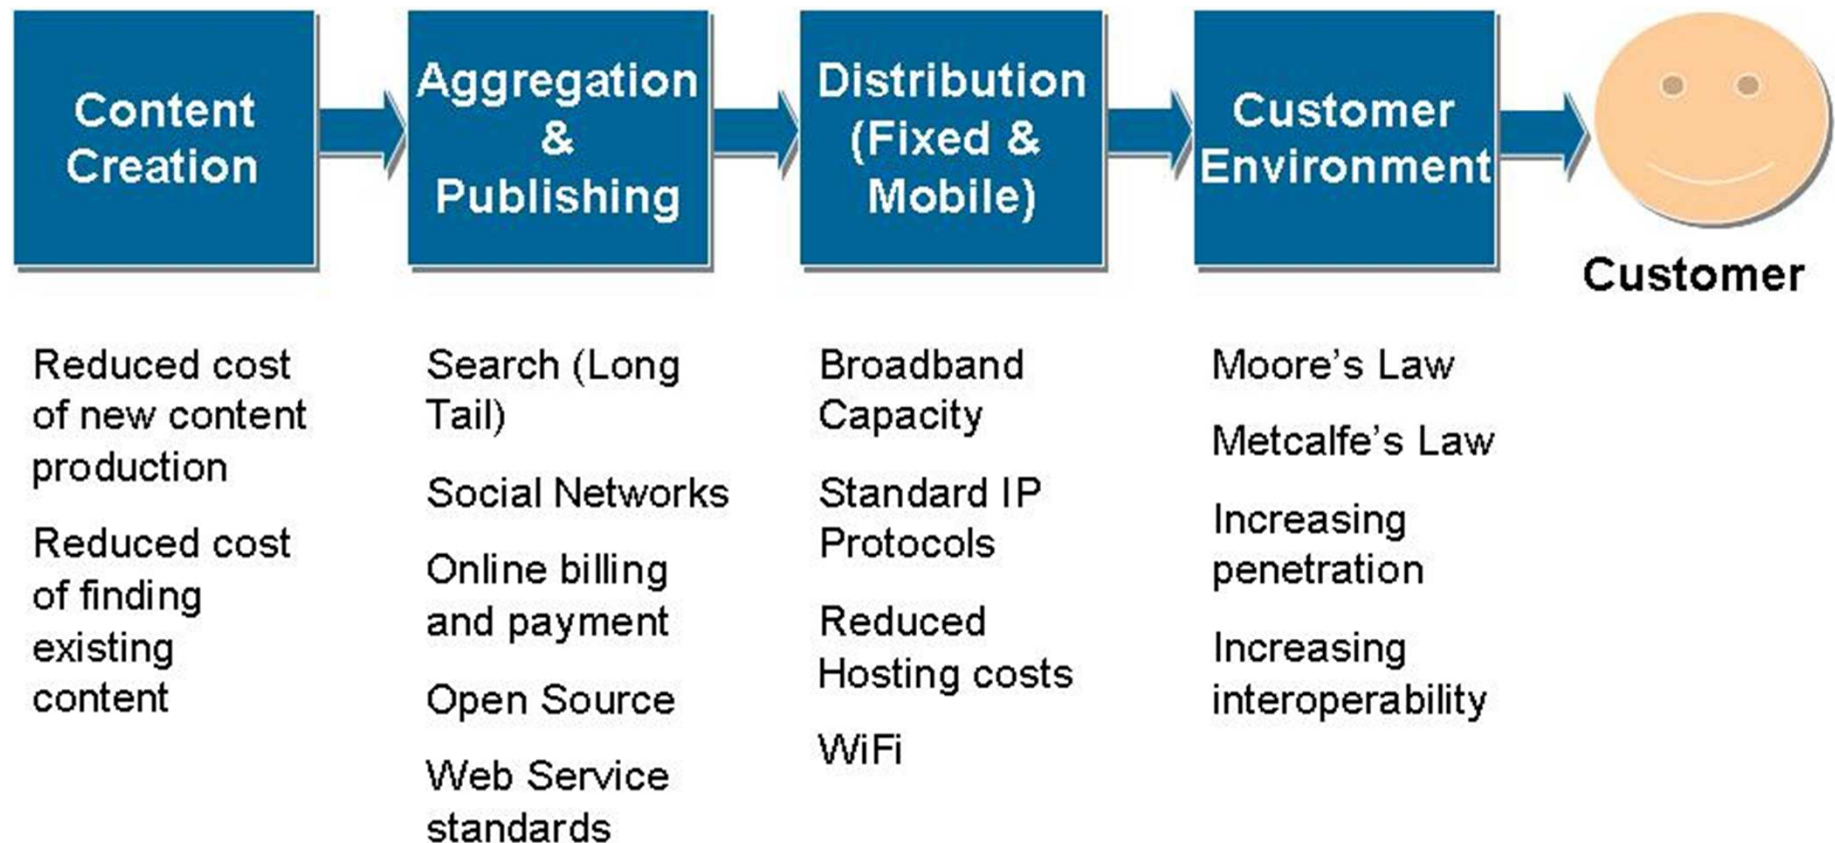 Content
Creation
Aggregation
&
Publishing
Distribution
(Fixed &
Mobile)
Customer
Environment
Customer
Reduced cost
of new content
production
Reduced cost
of finding
existing
content
Search (Long
Tail)
Social Networks
Online billing
and payment
Open Source
Web Service
standards
Broadband
Capacity
Standard IP
Protocols
Reduced
Hosting costs
WiFi
Moore's Law
Metcalfe's Law
Increasing
penetration
Increasing
interoperability